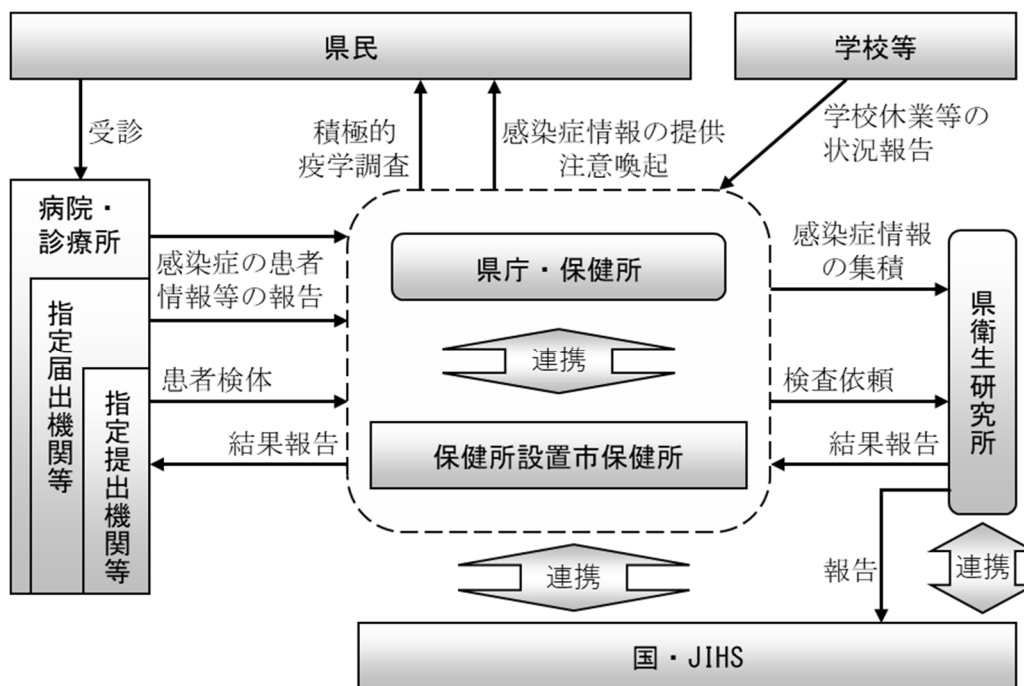 県民
学校等
受診
積極的
疫学調査
感染症情報の提供
注意喚起
学校休業等の
状況報告
病院・
診療所
指定届出機関等
指定提出機関等
感染症の患者
情報等の報告
患者検体
結果報告
県庁・保健所
連携
保健所設置市保健所
感染症情報
の集積
検査依頼
結果報告
県衛生研究所
連携
報告
連携
国・JIHS